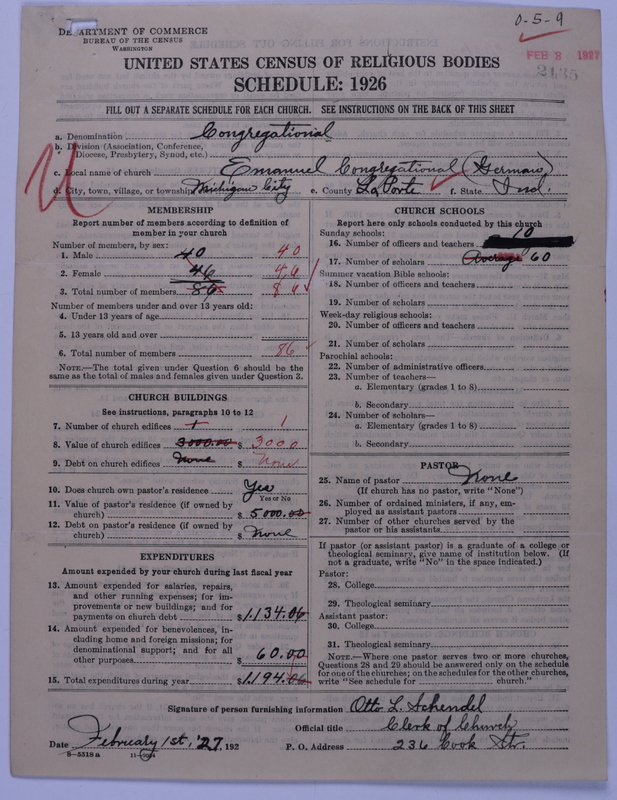 DEPARTMENT OF COMMERCE
BUREAU OF THE CENSUS
WASHINGTON
0-5-9
FEB 8 1927
2435
UNITED STATES CENSUS OF RELIGIOUS BODIES
SCHEDULE: 1926
FILL OUT A SEPARATE SCHEDULE FOR EACH CHURCH. SEE INSTRUCTIONS ON THE BACK OF THIS SHEET
a. Denomination Congregational
b. Division (Association, Conference, Diocese, Presbytery, Synod, etc.)
c. Local name of church Emanuel Congregational (German)
d. City, town, village, or township Michigan City e. County La Porte f. State Ind.
MEMBERSHIP
Report number of members according to definition of
member in your church
Number of members, by sex:
1. Male 40 40
2. Female 46 46
3. Total number of members 86 86
Number of members under and over 13 years old:
4. Under 13 years of age
5. 13 years old and over
6. Total number of members 86
NOTE.—The total given under Question 6 should be
same as the total of males and females given under Question 3.
CHURCH BUILDINGS
See instructions, paragraphs 10 to 12
7. Number of church edifices 1 1
8. Value of church edifices 3000.00 $ 3000
9. Debt on church edifices None $ None
10. Does church own pastor's residence Yes
Yes or No
11. Value of pastor's residence (if owned by
church) $ 5000.00
12. Debt on pastor's residence (if owned by
church) $ None
EXPENDITURES
Amount expended by your church during last fiscal year
13. Amount expended for salaries, repairs,
and other running expenses; for im-
provements or new buildings; and for
payments on church debt $ 1134.06
14. Amount expended for benevolences, in-
cluding home and foreign missions; for
denominational support; and for all
other purposes $ 60.00
15. Total expenditures during year $ 1194.06
CHURCH SCHOOLS
Report here only schools conducted by this church
Sunday schools:
16. Number of officers and teachers 10
17. Number of scholars Average 60
Summer vacation Bible schools:
18. Number of officers and teachers
19. Number of scholars
Week-day religious schools:
20. Number of officers and teachers
21. Number of scholars
Parochial schools:
22. Number of administrative officers
23. Number of teachers—
a. Elementary (grades 1 to 8)
b. Secondary
24. Number of scholars—
a. Elementary (grades 1 to 8)
b. Secondary
PASTOR
25. Name of pastor None
(If church has no pastor, write "None")
26. Number of ordained ministers, if any, em-
ployed as assistant pastors
27. Number of other churches served by the
pastor or his assistants
If pastor (or assistant pastor) is a graduate of a college or
theological seminary, give name of institution below. (If
not a graduate, write "No" in the space indicated.)
Pastor:
28. College
29. Theological seminary
Assistant pastor:
30. College
31. Theological seminary
NOTE.—Where one pastor serves two or more churches,
Questions 28 and 29 should be answered only on the schedule
for one of the churches; on the schedules for the other churches,
write "See schedule for church."
Signature of person furnishing information Otto L. Schendel
Official title Clerk of Church
Date February 1st, '27, 192 P. O. Address 236 Cook Str.
8-5518a